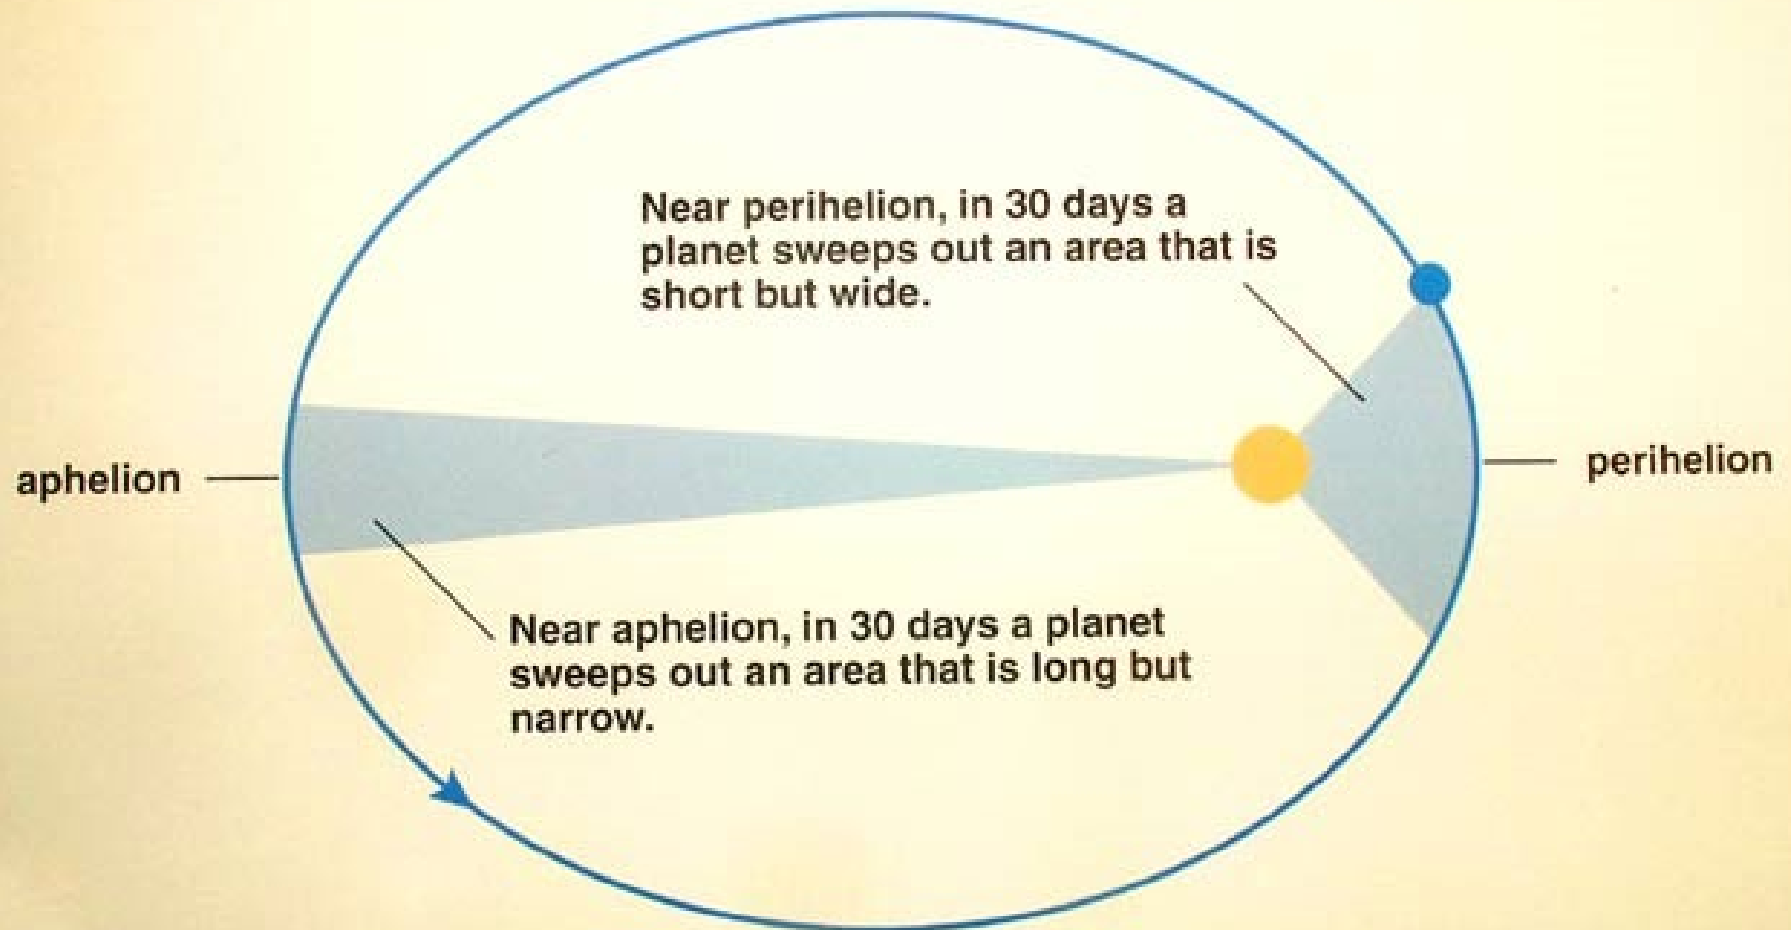 Near perihelion, in 30 days a
planet sweeps out an area that is
short but wide.
aphelion
perihelion
Near aphelion, in 30 days a planet
sweeps out an area that is long but
narrow.